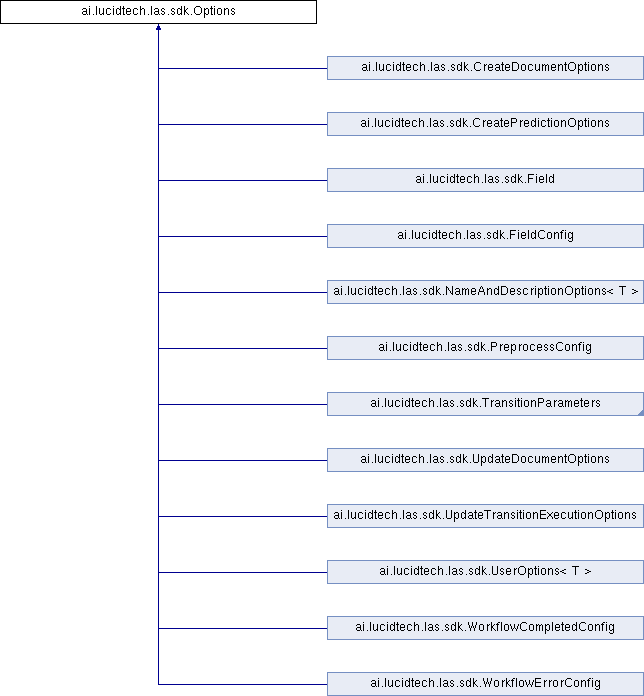 ai.lucidtech.las.sdk.Options
ai.lucidtech.las.sdk.CreateDocumentOptions
ai.lucidtech.las.sdk.CreatePredictionOptions
ai.lucidtech.las.sdk.Field
ai.lucidtech.las.sdk.FieldConfig
ai.lucidtech.las.sdk.NameAndDescriptionOptions< T >
ai.lucidtech.las.sdk.PreprocessConfig
ai.lucidtech.las.sdk.TransitionParameters
ai.lucidtech.las.sdk.UpdateDocumentOptions
ai.lucidtech.las.sdk.UpdateTransitionExecutionOptions
ai.lucidtech.las.sdk.UserOptions< T >
ai.lucidtech.las.sdk.WorkflowCompletedConfig
ai.lucidtech.las.sdk.WorkflowErrorConfig